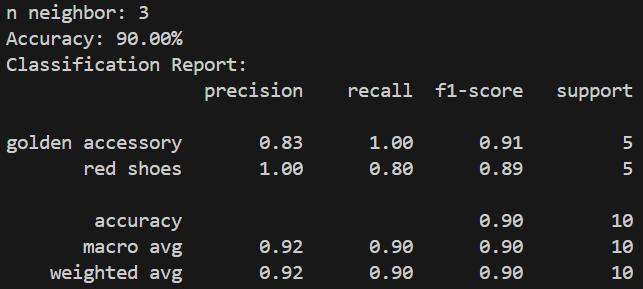 n neighbor: 3
Accuracy: 90.00%
Classification Report:
precision recall f1-score support
golden accessory 0.83 1.00 0.91 5
red shoes 1.00 0.80 0.89 5
accuracy 0.90 10
macro avg 0.92 0.90 0.90 10
weighted avg 0.92 0.90 0.90 10